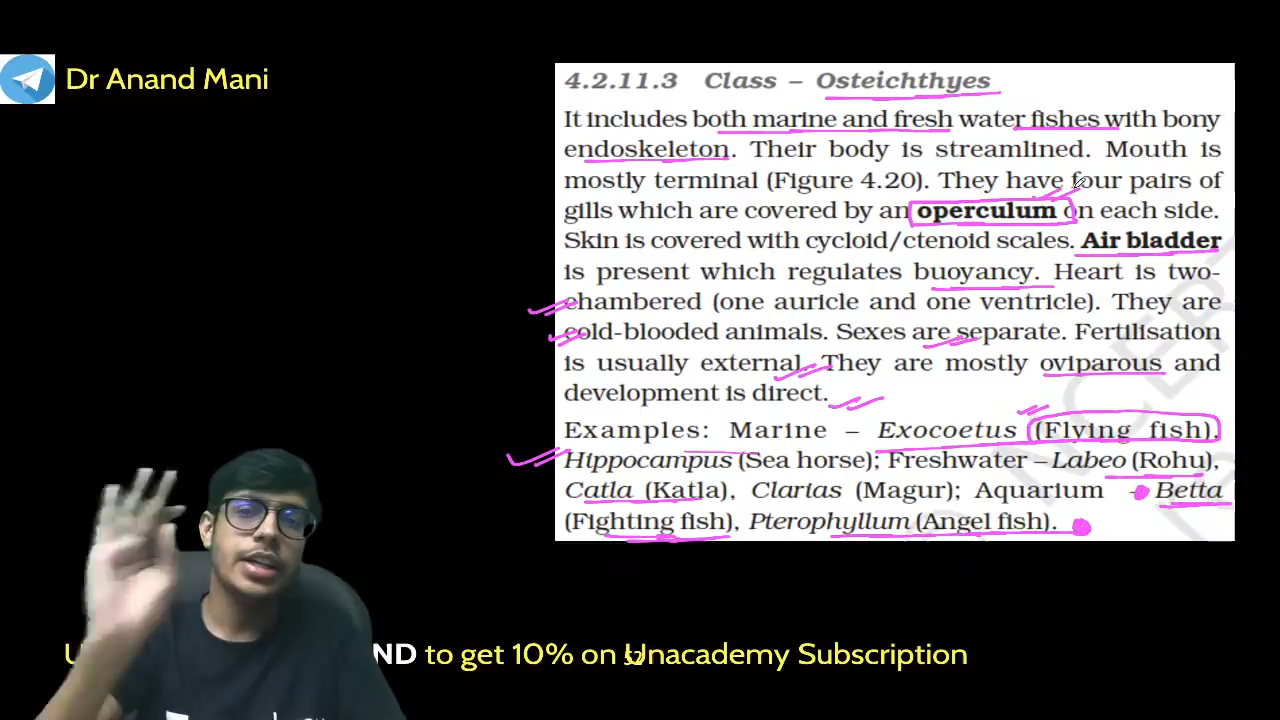 Dr Anand Mani
4.2.11.3 Class – Osteichthyes
It includes both marine and fresh water fishes with bony
endoskeleton. Their body is streamlined. Mouth is
mostly terminal (Figure 4.20). They have four pairs of
gills which are covered by an operculum on each side.
Skin is covered with cycloid/ctenoid scales. Air bladder
is present which regulates buoyancy. Heart is two-
chambered (one auricle and one ventricle). They are
cold-blooded animals. Sexes are separate. Fertilisation
is usually external. They are mostly oviparous and
development is direct.
Examples: Marine – Exocoetus (Flying fish),
Hippocampus (Sea horse); Freshwater – Labeo (Rohu),
Catla (Katla), Clarias (Magur); Aquarium – Betta
(Fighting fish), Pterophyllum (Angel fish).
ND to get 10% on Unacademy Subscription
52